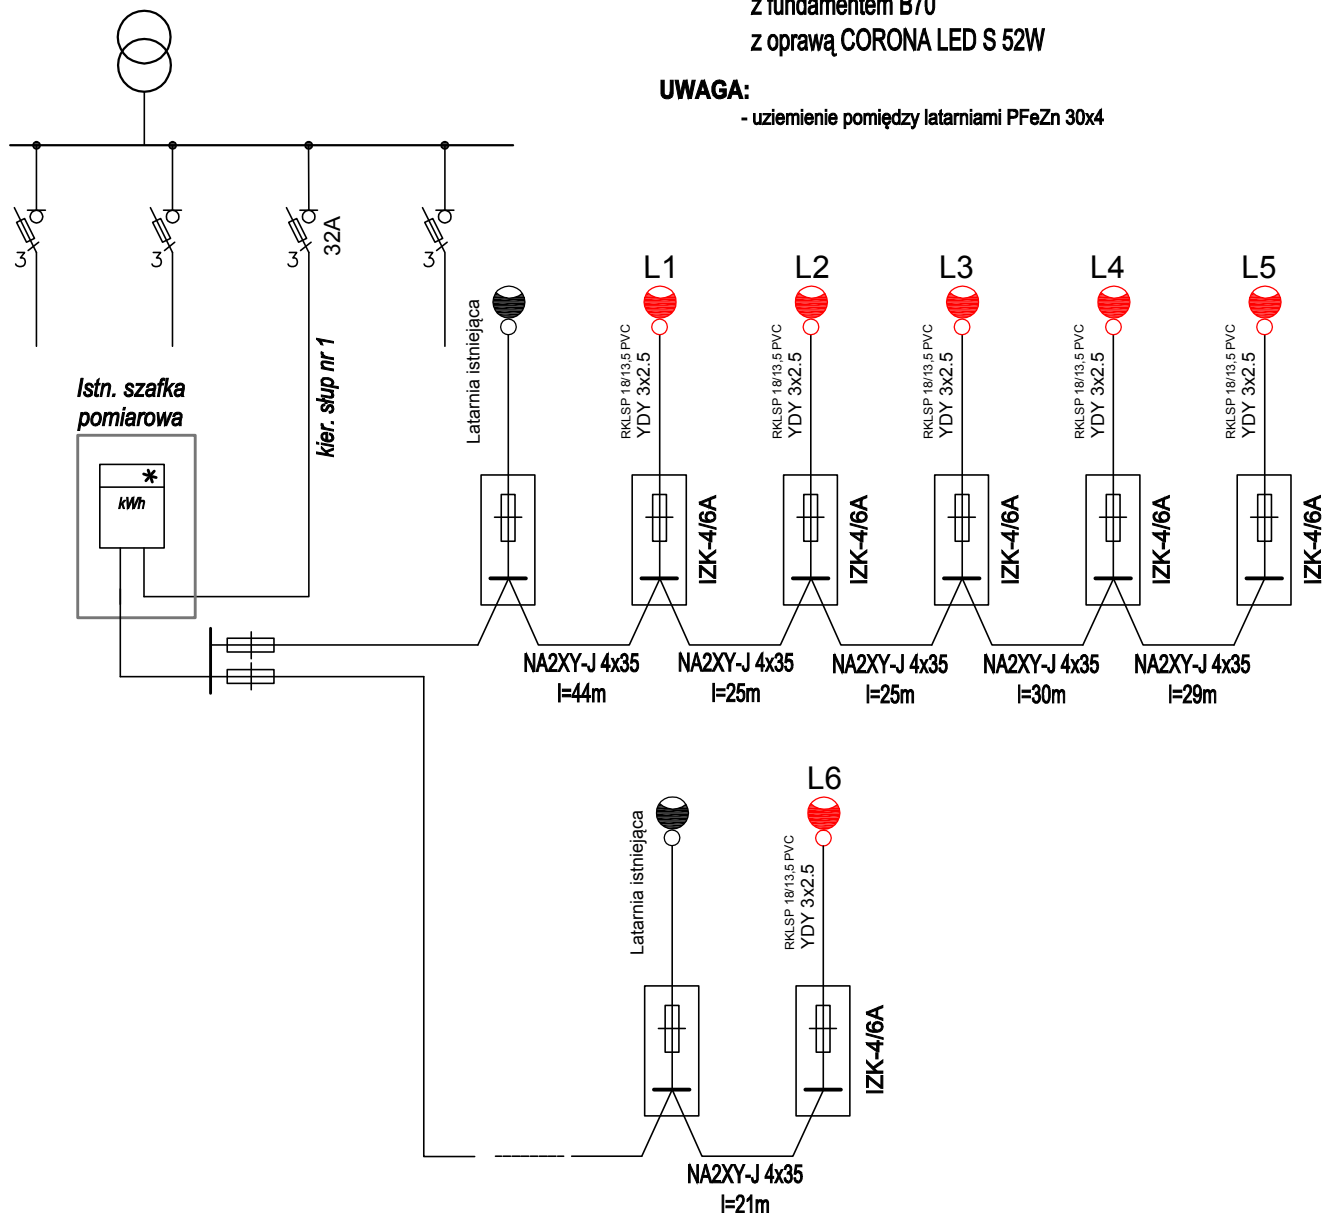 z fundamentem B70
z oprawą CORONA LED S 52W
UWAGA:
- uziemienie pomiędzy latarniami PFeZn 30x4
3
3
3
32A
3
kier. słup nr 1
Istn. szafka
pomiarowa
*
kWh
Latarnia istniejąca
L1
RKLSP 18/13,5 PVC
YDY 3x2.5
IZK-4/6A
L2
RKLSP 18/13,5 PVC
YDY 3x2.5
IZK-4/6A
L3
RKLSP 18/13,5 PVC
YDY 3x2.5
IZK-4/6A
L4
RKLSP 18/13,5 PVC
YDY 3x2.5
IZK-4/6A
L5
RKLSP 18/13,5 PVC
YDY 3x2.5
IZK-4/6A
NA2XY-J 4x35
l=44m
NA2XY-J 4x35
l=25m
NA2XY-J 4x35
l=25m
NA2XY-J 4x35
l=30m
NA2XY-J 4x35
l=29m
Latarnia istniejąca
L6
RKLSP 18/13,5 PVC
YDY 3x2.5
IZK-4/6A
NA2XY-J 4x35
l=21m